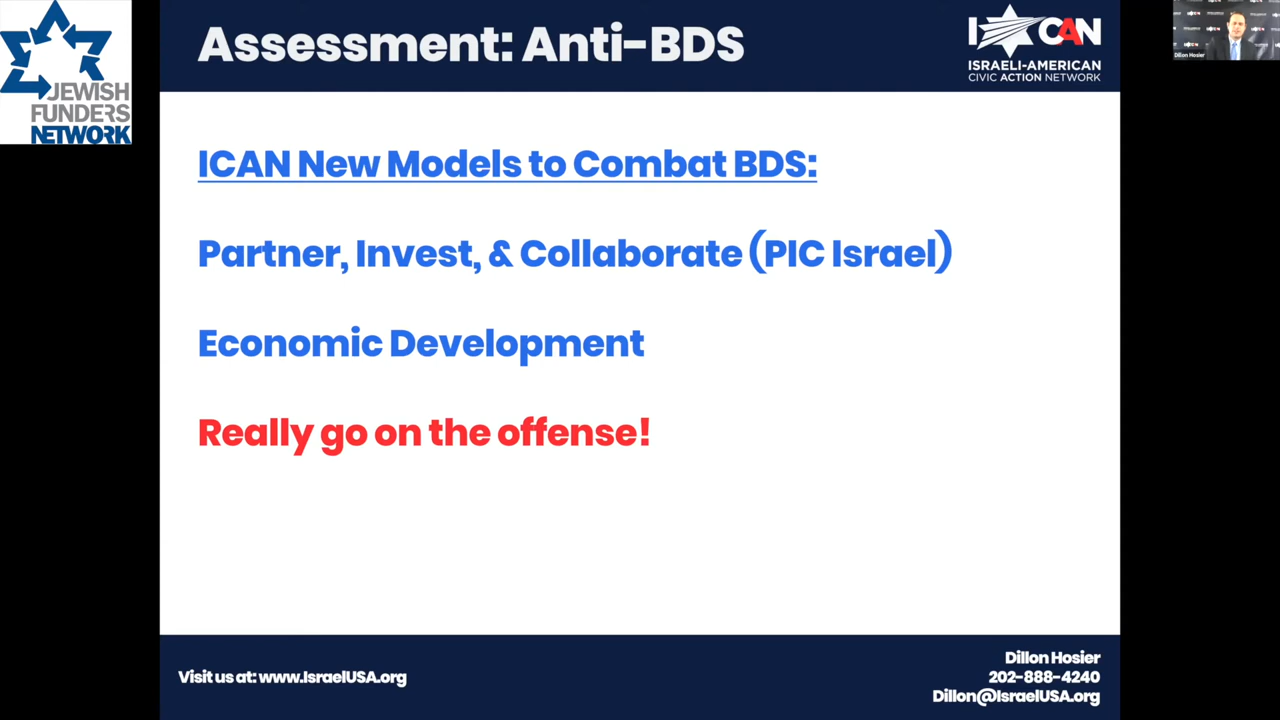 JEWISH
FUNDERS
NETWORK
Assessment: Anti-BDS
I CAN
ISRAELI-AMERICAN
CIVIC ACTION NETWORK
Dillon Hosier
ICAN New Models to Combat BDS:
Partner, Invest, & Collaborate (PIC Israel)
Economic Development
Really go on the offense!
Visit us at: www.IsraelUSA.org
Dillon Hosier
202-888-4240
Dillon@IsraelUSA.org